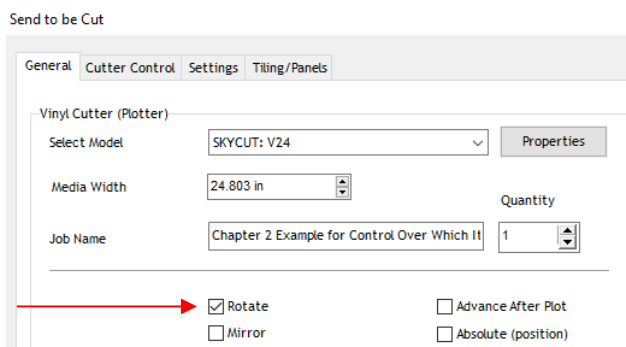 Send to be Cut
General Cutter Control Settings Tiling/Panels
Vinyl Cutter (Plotter)
Select Model SKYCUT: V24 Properties
Media Width 24.803 in
Quantity
Job Name Chapter 2 Example for Control Over Which It 1
Rotate Advance After Plot
Mirror Absolute (position)